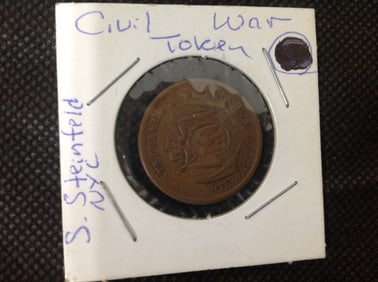 Civil War
Token
S. Steinfeld
NYC